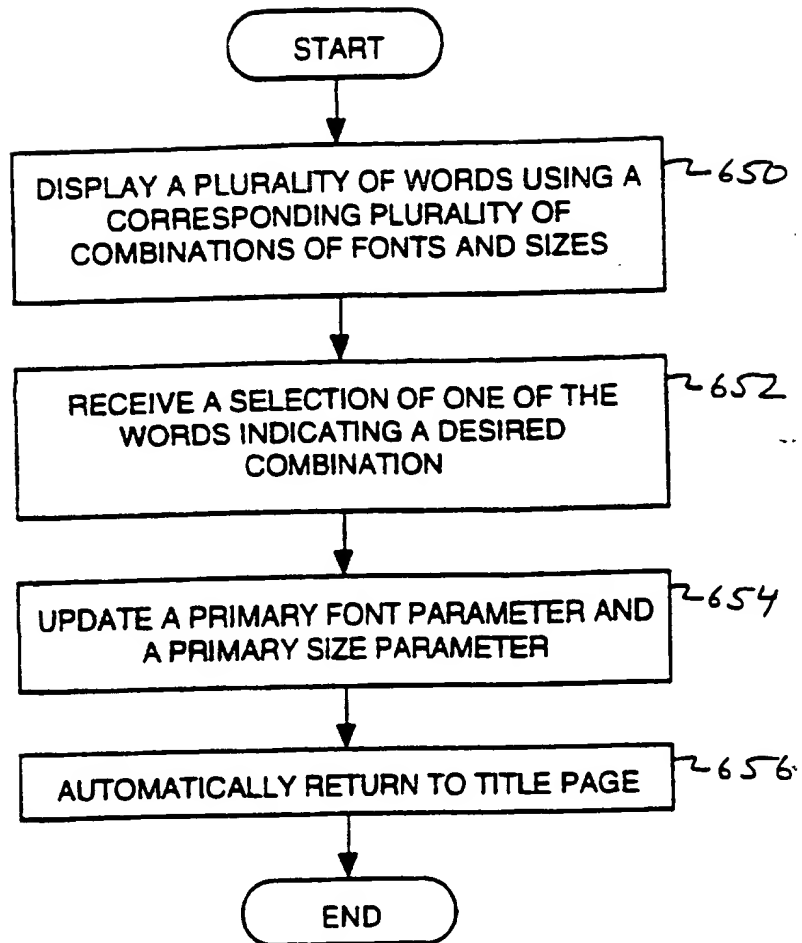 START
DISPLAY A PLURALITY OF WORDS USING A
CORRESPONDING PLURALITY OF
COMBINATIONS OF FONTS AND SIZES
650
RECEIVE A SELECTION OF ONE OF THE
WORDS INDICATING A DESIRED
COMBINATION
652
UPDATE A PRIMARY FONT PARAMETER AND
A PRIMARY SIZE PARAMETER
654
AUTOMATICALLY RETURN TO TITLE PAGE
656
END